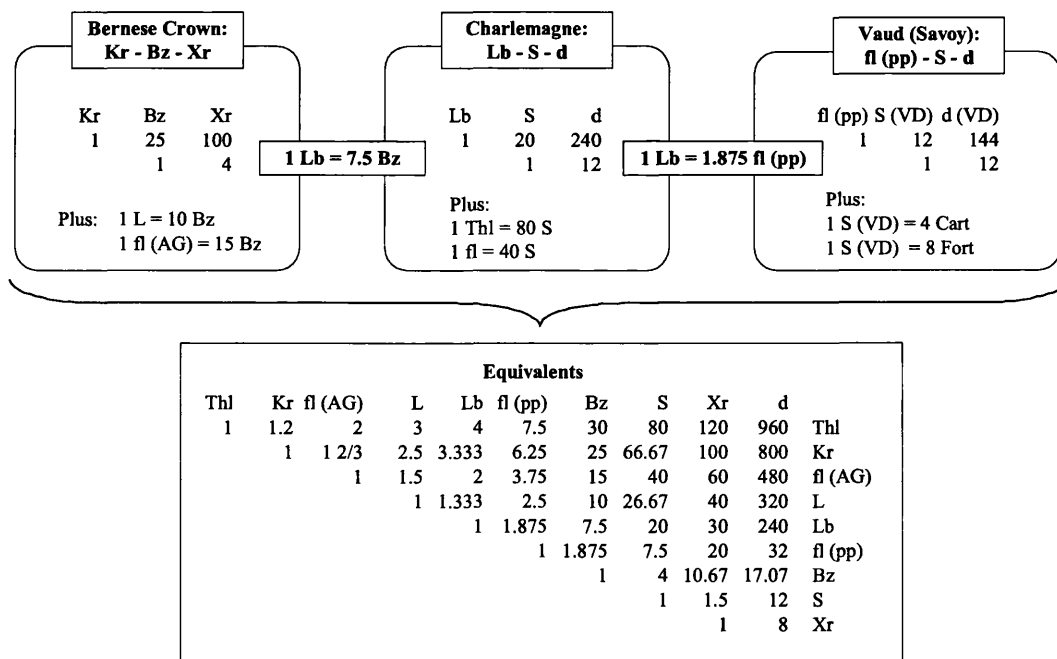 Bernese Crown:
Kr - Bz - Xr
Kr Bz Xr
1 25 100
1 4
Plus: 1 L = 10 Bz
1 fl (AG) = 15 Bz
1 Lb = 7.5 Bz
Charlemagne:
Lb - S - d
Lb S d
1 20 240
1 12
Plus:
1 Thl = 80 S
1 fl = 40 S
1 Lb = 1.875 fl (pp)
Vaud (Savoy):
fl (pp) - S - d
fl (pp) S (VD) d (VD)
1 12 144
1 12
Plus:
1 S (VD) = 4 Cart
1 S (VD) = 8 Fort
Equivalents
Thl Kr fl (AG) L Lb fl (pp) Bz S Xr d
1 1.2 2 3 4 7.5 30 80 120 960 Thl
1 1 2/3 2.5 3.333 6.25 25 66.67 100 800 Kr
1 1.5 2 3.75 15 40 60 480 fl (AG)
1 1.333 2.5 10 26.67 40 320 L
1 1.875 7.5 20 30 240 Lb
1 1.875 7.5 20 32 fl (pp)
1 4 10.67 17.07 Bz
1 1.5 12 S
1 8 Xr